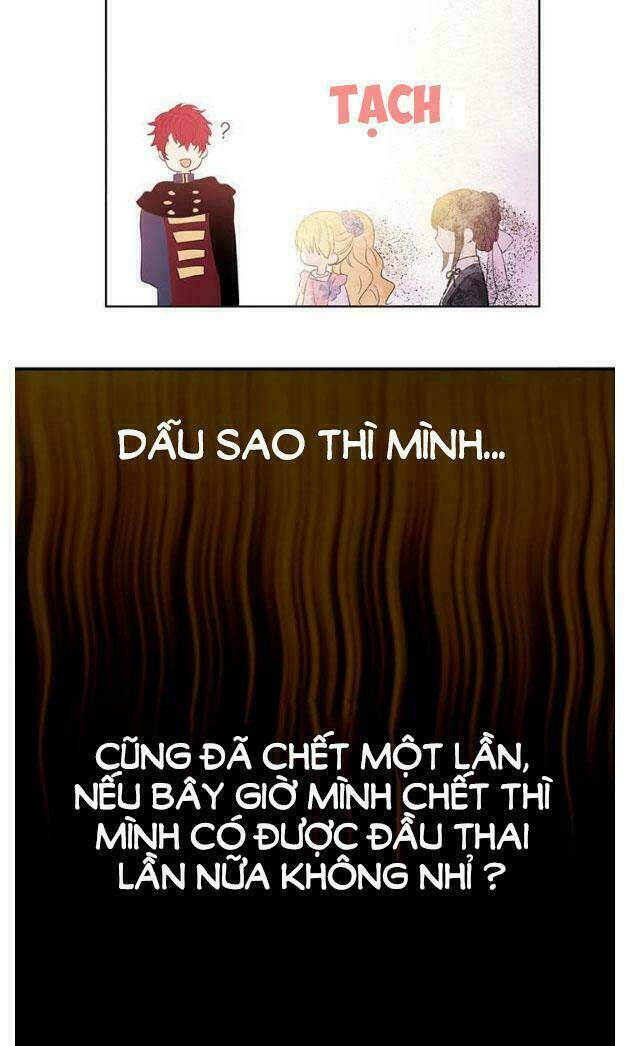 ?
TẠCH
DẤU SAO THÌ MÌNH...
CŨNG ĐÃ CHẾT MỘT LẦN,
NẾU BÂY GIỜ MÌNH CHẾT THÌ
MÌNH CÓ ĐƯỢC ĐẦU THAI
LẦN NỮA KHÔNG NHỈ ?